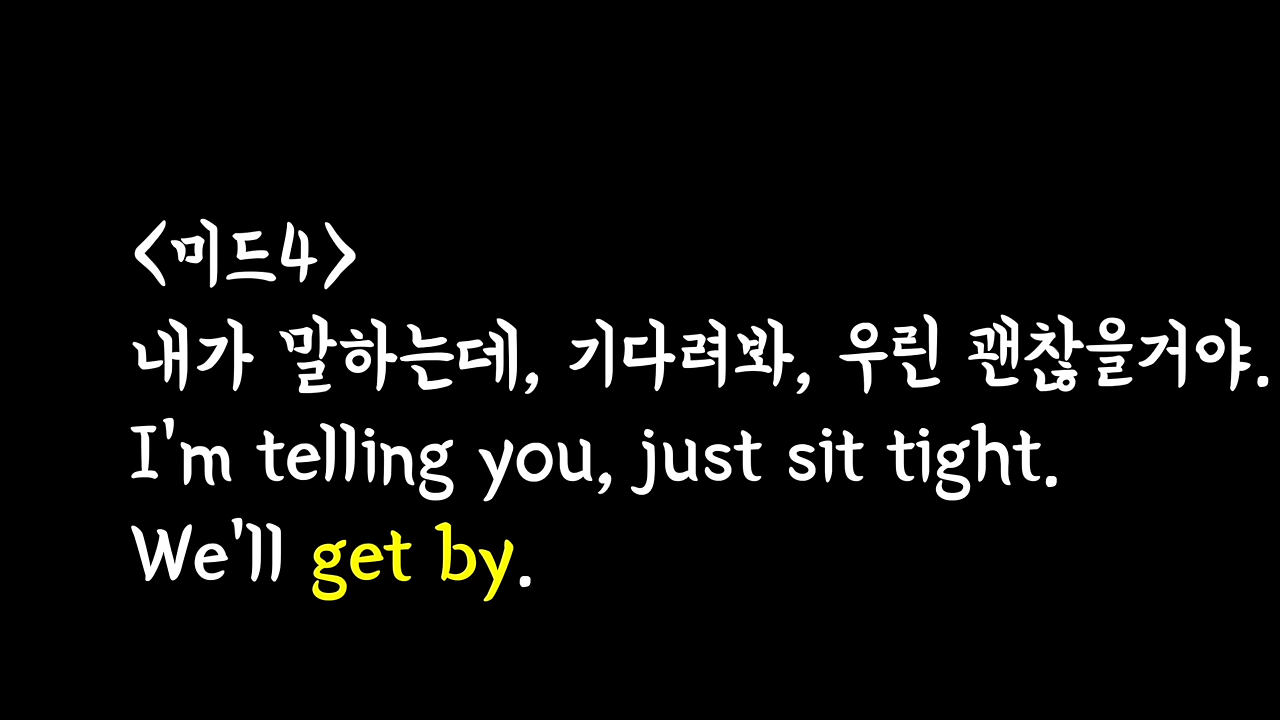 <미드4>
내가 말하는데, 기다려봐, 우린 괜찮을거야.
I'm telling you, just sit tight.
We'll get by.